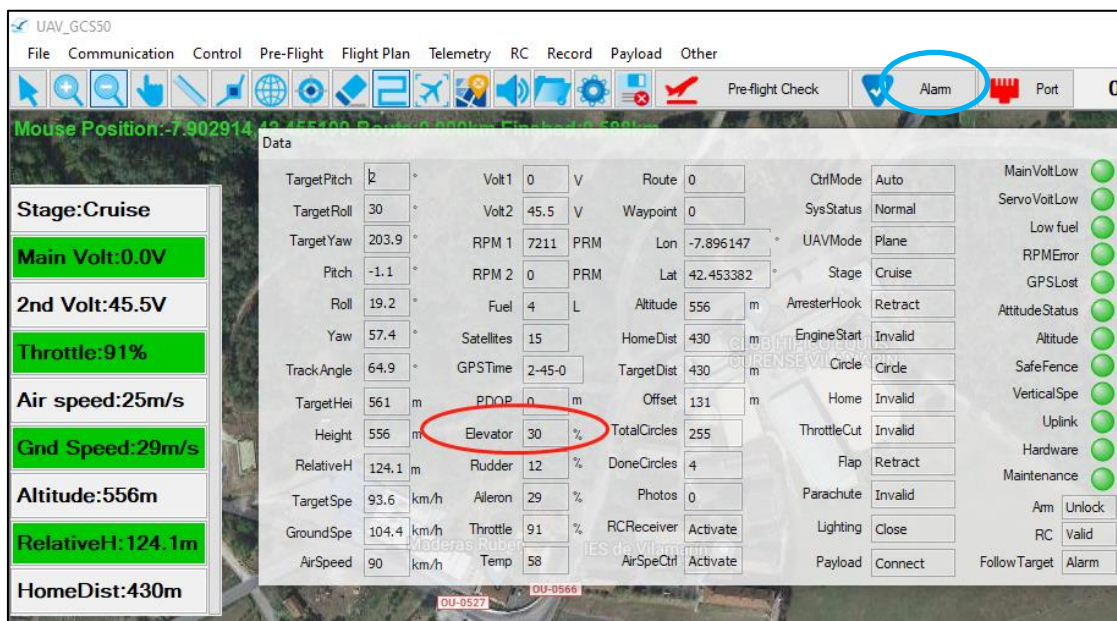 UAV_GCS50
File Communication Control Pre-Flight Flight Plan Telemetry RC Record Payload Other
Pre-flight Check Alarm Port 0
Mouse Position:-7.902914,
Data
Stage:Cruise
Main Volt:0.0V
2nd Volt:45.5V
Throttle:91%
Air speed:25m/s
Gnd Speed:29m/s
Altitude:556m
RelativeH:124.1m
HomeDist:430m
TargetPitch 2 °
TargetRoll 30 °
TargetYaw 203.9 °
Pitch -1.1 °
Roll 19.2 °
Yaw 57.4 °
TrackAngle 64.9 °
TargetHei 561 m
Height 556 m
RelativeH 124.1 m
TargetSpe 93.6 km/h
GroundSpe 104.4 km/h
AirSpeed 90 km/h
Volt1 0 V
Volt2 45.5 V
RPM 1 7211 PRM
RPM 2 0 PRM
Fuel 4 L
Satellites 15
GPSTime 2-45-0
PDOP 0 m
Elevator 30 %
Rudder 12 %
Aileron 29 %
Throttle 91 %
Temp 58
Route 0
Waypoint 0
Lon -7.896147 °
Lat 42.453382 °
Altitude 556 m
HomeDist 430 m
TargetDist 430 m
Offset 131 m
TotalCircles 255
DoneCircles 4
Photos 0
RCReceiver Activate
AirSpeCtrl Activate
CtrlMode Auto
SysStatus Normal
UAVMode Plane
Stage Cruise
ArresterHook Retract
EngineStart Invalid
Circle Circle
Home Invalid
ThrottleCut Invalid
Flap Retract
Parachute Invalid
Lighting Close
Payload Connect
MainVoltLow
ServoVoltLow
Low fuel
RPMError
GPSLost
AttitudeStatus
Altitude
SafeFence
VerticalSpe
Uplink
Hardware
Maintenance
Arm Unlock
RC Valid
FollowTarget Alarm
Maderas Ruber
IES de Vilamarín
OU-0527
OU-0566